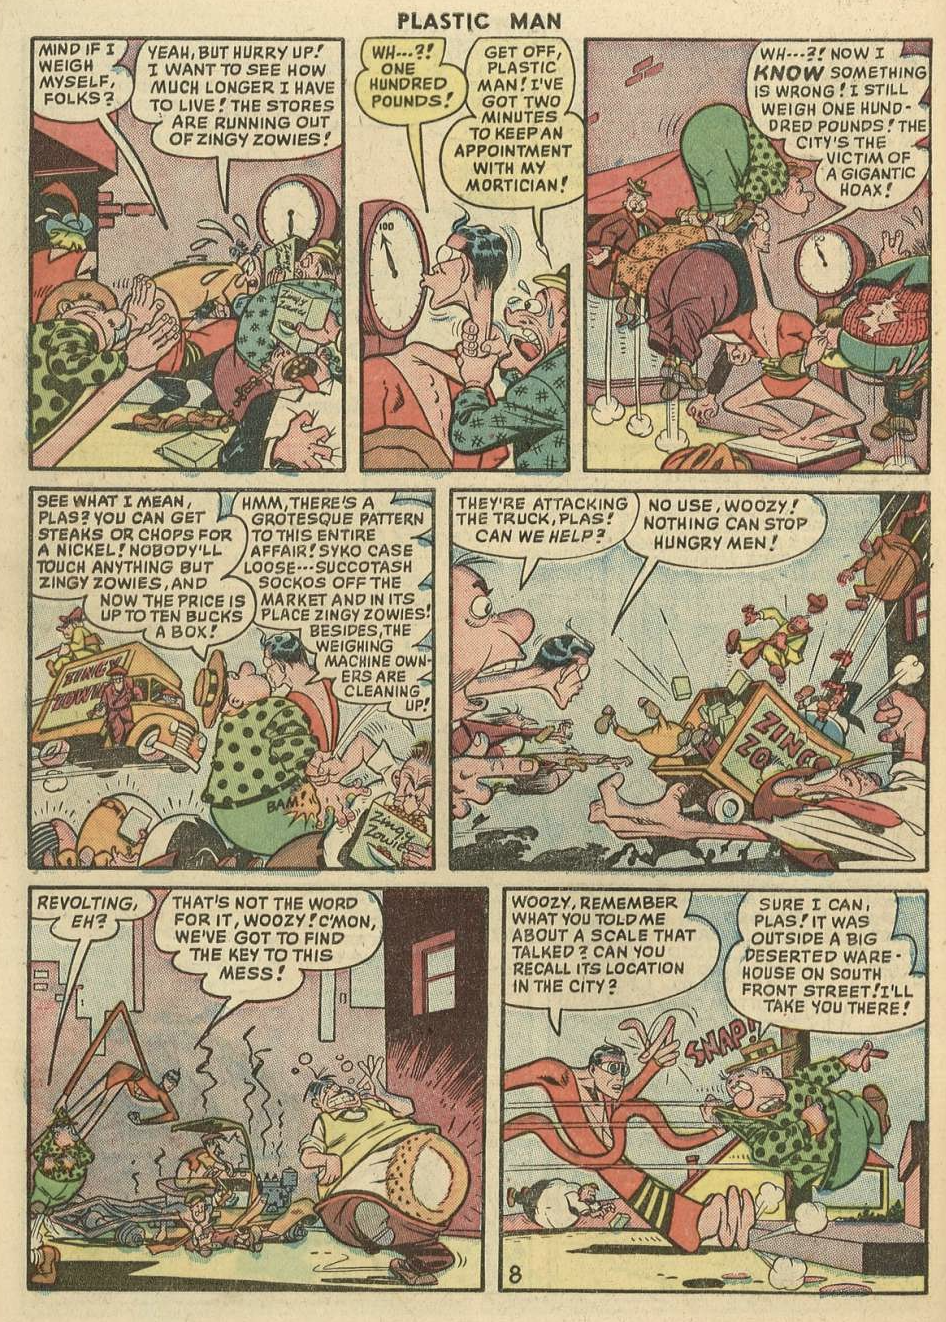 PLASTIC MAN
MIND IF I
WEIGH
MYSELF,
FOLKS?
YEAH, BUT HURRY UP!
I WANT TO SEE HOW
MUCH LONGER I HAVE
TO LIVE! THE STORES
ARE RUNNING OUT
OF ZINGY ZOWIES!
WH---?!
ONE
HUNDRED
POUNDS!
GET OFF,
PLASTIC
MAN! I'VE
GOT TWO
MINUTES
TO KEEP AN
APPOINTMENT
WITH MY
MORTICIAN!
100
WH---?! NOW I
KNOW SOMETHING
IS WRONG! I STILL
WEIGH ONE HUND-
DRED POUNDS! THE
CITY'S THE
VICTIM OF
A GIGANTIC
HOAX!
SEE WHAT I MEAN,
PLAS? YOU CAN GET
STEAKS OR CHOPS FOR
A NICKEL! NOBODY'LL
TOUCH ANYTHING BUT
ZINGY ZOWIES, AND
NOW THE PRICE IS
UP TO TEN BUCKS
A BOX!
HMM, THERE'S A
GROTESQUE PATTERN
TO THIS ENTIRE
AFFAIR! SYKO CASE
LOOSE---SUCCOTASH
SOCKOS OFF THE
MARKET AND IN ITS
PLACE ZINGY ZOWIES!
BESIDES, THE
WEIGHING
MACHINE OWN-
ERS ARE
CLEANING
UP!
ZINGY
BAM!
Zingy
Zowies
THEY'RE ATTACKING
THE TRUCK, PLAS!
CAN WE HELP?
NO USE, WOOZY!
NOTHING CAN STOP
HUNGRY MEN!
ZINGY
ZO
REVOLTING,
EH?
THAT'S NOT THE WORD
FOR IT, WOOZY! C'MON,
WE'VE GOT TO FIND
THE KEY TO THIS
MESS!
WOOZY, REMEMBER
WHAT YOU TOLD ME
ABOUT A SCALE THAT
TALKED? CAN YOU
RECALL ITS LOCATION
IN THE CITY?
SURE I CAN,
PLAS! IT WAS
OUTSIDE A BIG
DESERTED WARE-
HOUSE ON SOUTH
FRONT STREET! I'LL
TAKE YOU THERE!
SNAP!
8